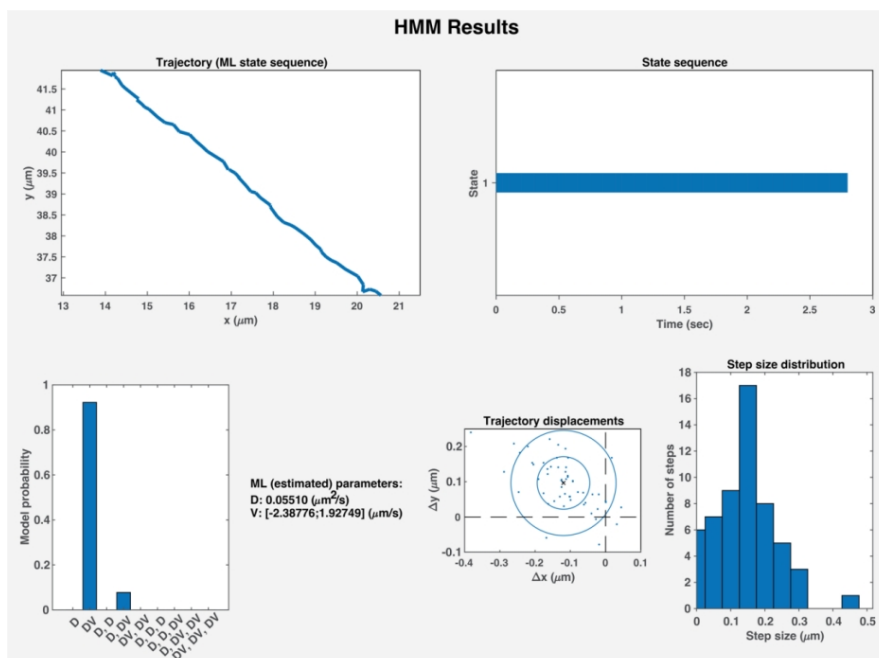 HMM Results
Trajectory (ML state sequence)
41.5
41
40.5
40
39.5
39
38.5
38
37.5
37
y (μm)
13 14 15 16 17 18 19 20 21
x (μm)
State sequence
State
1
0 0.5 1 1.5 2 2.5 3
Time (sec)
1
0.8
0.6
0.4
0.2
0
Model probability
D
DV
D, D
D, DV
DV, DV
D, D, D
D, D, DV
D, DV, DV
DV, DV, DV
ML (estimated) parameters:
D: 0.05510 (μm²/s)
V: [-2.38776;1.92749] (μm/s)
Trajectory displacements
0.2
0.1
0
-0.1
Δy (μm)
-0.4 -0.3 -0.2 -0.1 0 0.1
Δx (μm)
Step size distribution
18
16
14
12
10
8
6
4
2
0
Number of steps
0 0.1 0.2 0.3 0.4 0.5
Step size (μm)